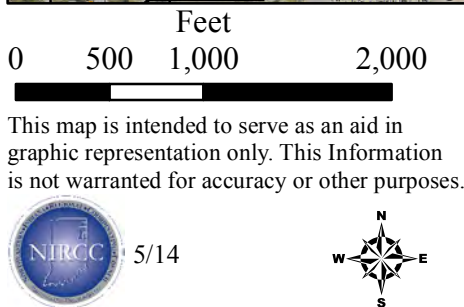 Feet
0 500 1,000 2,000
This map is intended to serve as an aid in
graphic representation only. This Information
is not warranted for accuracy or other purposes.
NIRCC
5/14
N
W E
S